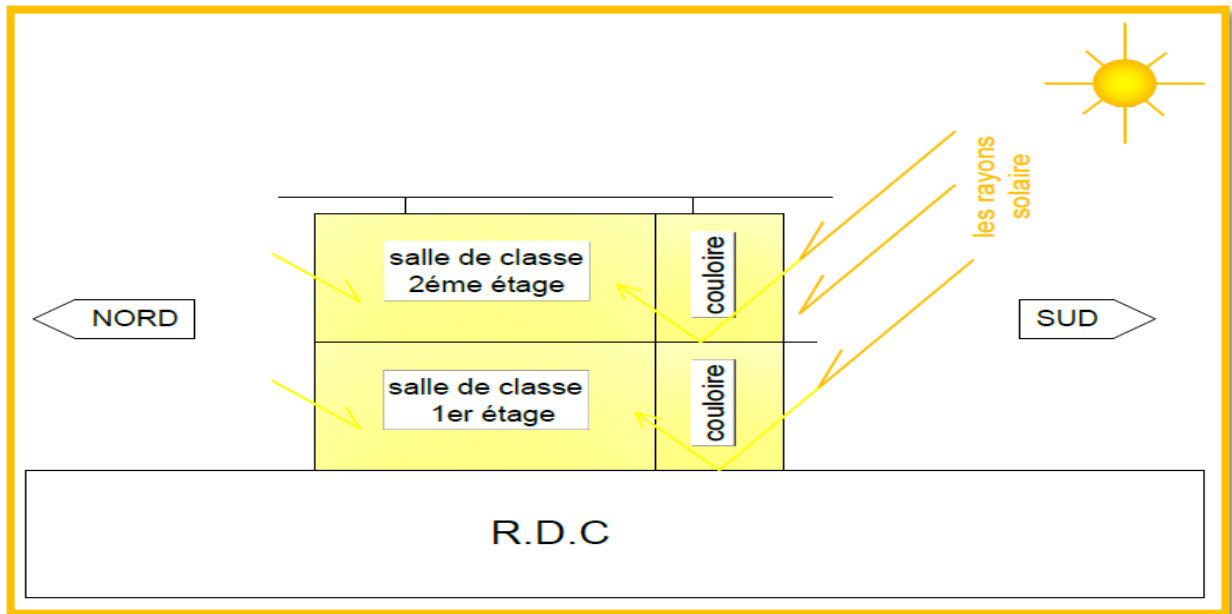 les rayons
solaire
salle de classe
2éme étage
couloire
NORD
SUD
salle de classe
1er étage
couloire
R.D.C